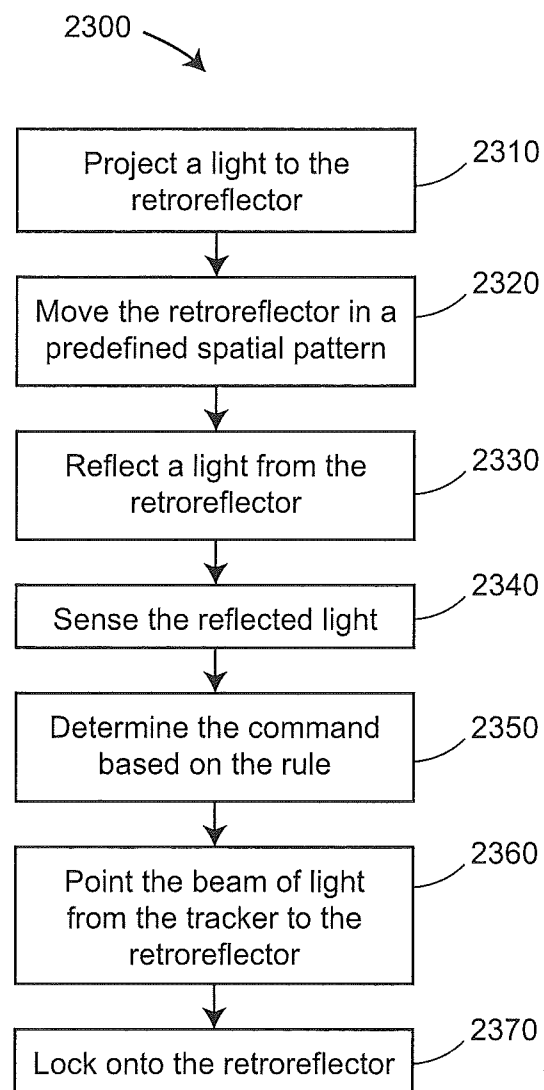 2300
2310
Project a light to the
retroreflector
2320
Move the retroreflector in a
predefined spatial pattern
2330
Reflect a light from the
retroreflector
2340
Sense the reflected light
2350
Determine the command
based on the rule
2360
Point the beam of light
from the tracker to the
retroreflector
2370
Lock onto the retroreflector